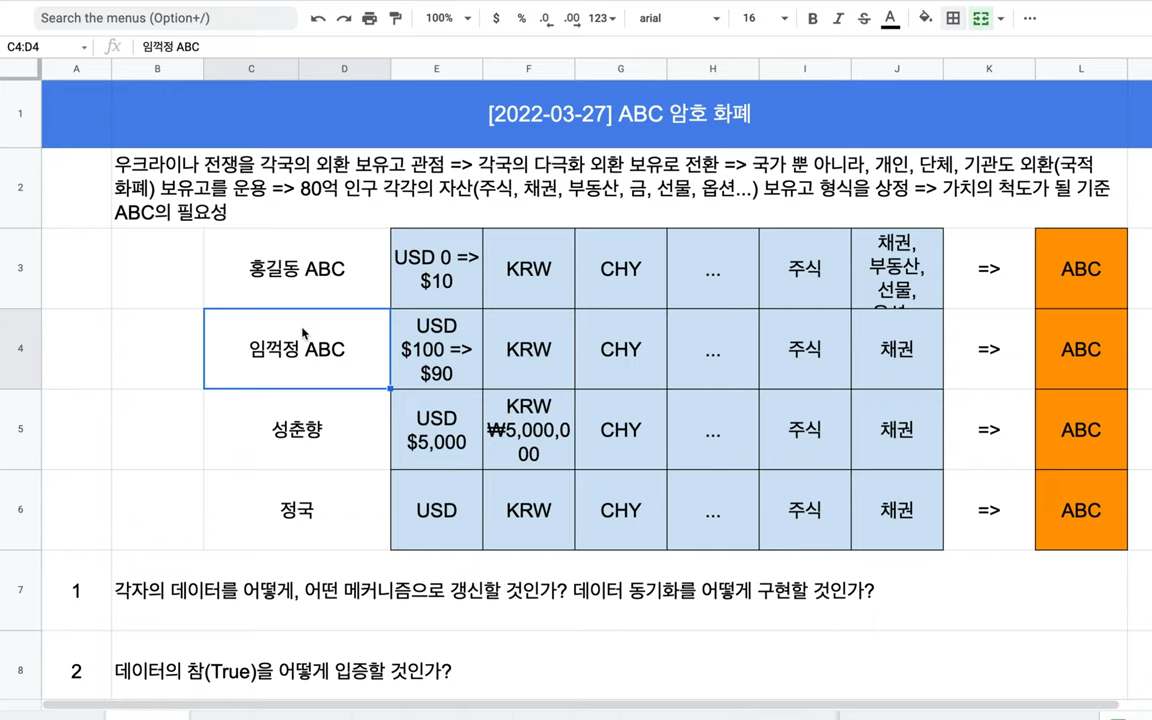 Search the menus (Option+/)
100%
$
%
.0
.00
123
arial
16
B
I
S
A
C4:D4
fx
임꺽정 ABC
A B C D E F G H I J K L
1
[2022-03-27] ABC 암호 화폐
2
우크라이나 전쟁을 각국의 외환 보유고 관점 => 각국의 다극화 외환 보유로 전환 => 국가 뿐 아니라, 개인, 단체, 기관도 외환(국적
화폐) 보유고를 운용 => 80억 인구 각각의 자산(주식, 채권, 부동산, 금, 선물, 옵션...) 보유고 형식을 상정 => 가치의 척도가 될 기준
ABC의 필요성
3
홍길동 ABC
USD 0 =>
$10
KRW
CHY
...
주식
채권,
부동산,
선물,
=>
ABC
4
임꺽정 ABC
USD
$100 =>
$90
KRW
CHY
...
주식
채권
=>
ABC
5
성춘향
USD
$5,000
KRW
₩5,000,0
00
CHY
...
주식
채권
=>
ABC
6
정국
USD
KRW
CHY
...
주식
채권
=>
ABC
7
1
각자의 데이터를 어떻게, 어떤 메커니즘으로 갱신할 것인가? 데이터 동기화를 어떻게 구현할 것인가?
8
2
데이터의 참(True)을 어떻게 입증할 것인가?